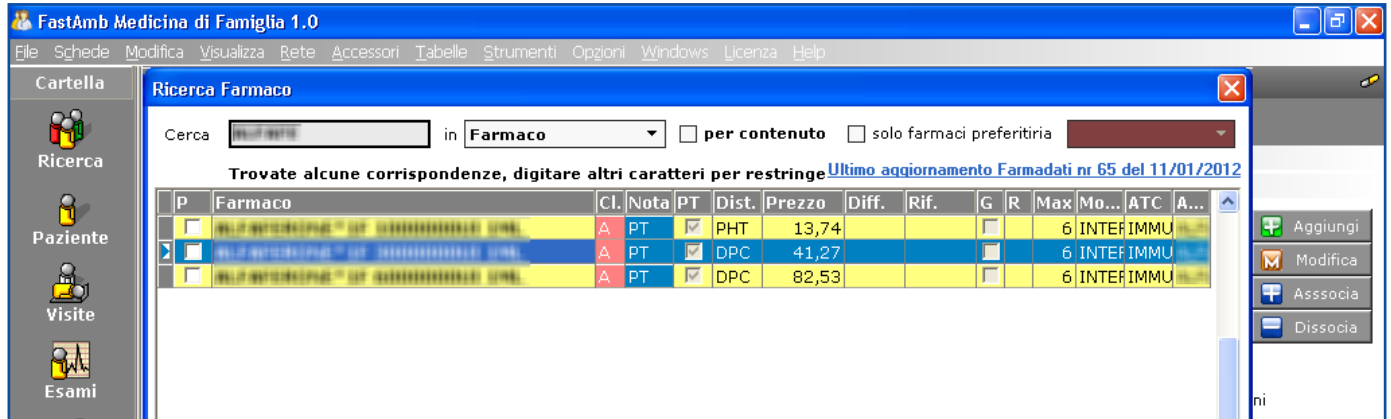 FastAmb Medicina di Famiglia 1.0
File Schede Modifica Visualizza Rete Accessori Tabelle Strumenti Opzioni Windows Licenza Help
Cartella
Ricerca
Paziente
Visite
Esami
Ricerca Farmaco
Cerca in Farmaco per contenuto solo farmaci preferitiria
Trovate alcune corrispondenze, digitare altri caratteri per restringe Ultimo aggiornamento Farmadati nr 65 del 11/01/2012
P Farmaco Cl. Nota PT Dist. Prezzo Diff. Rif. G R Max Mo... ATC A...
A PT PHT 13,74 6 INTER IMMU
A PT DPC 41,27 6 INTER IMMU
A PT DPC 82,53 6 INTER IMMU
Aggiungi
Modifica
Asssocia
Dissocia
ni